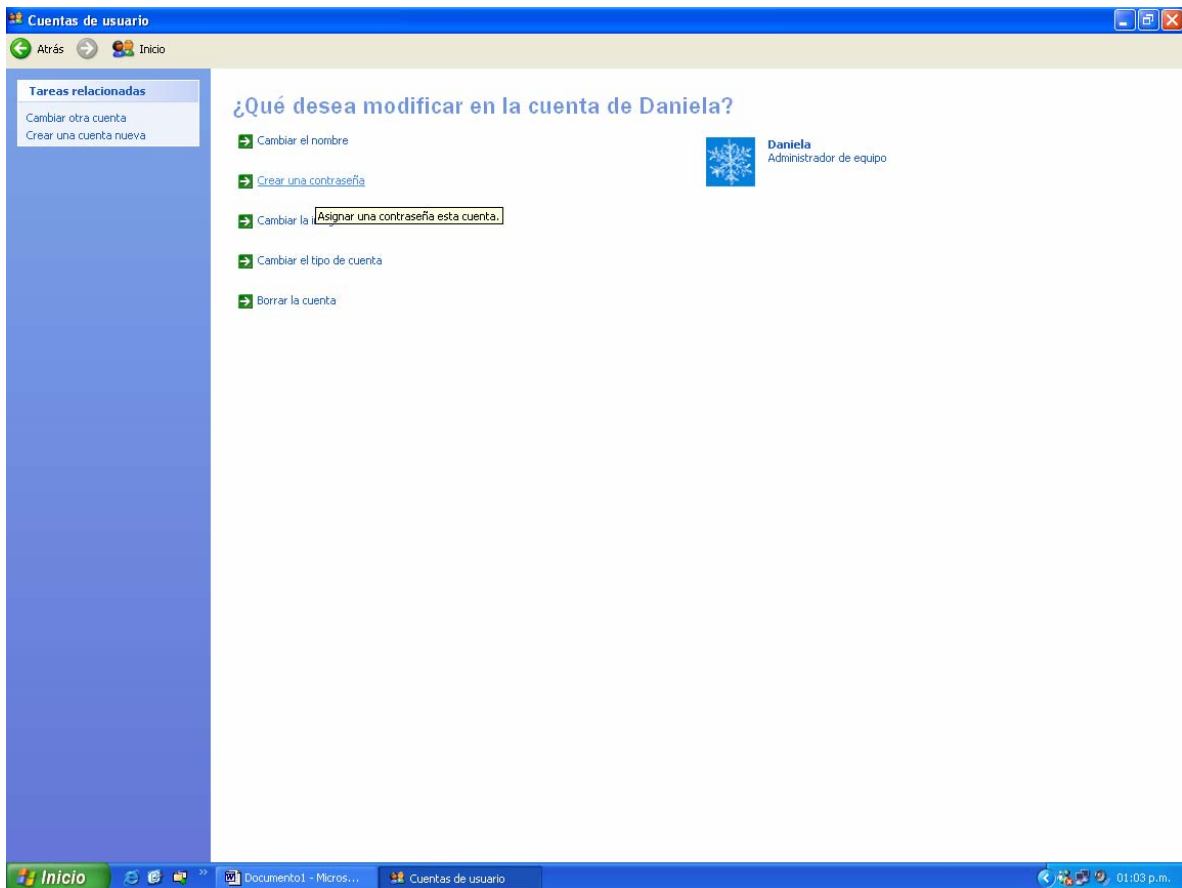 Cuentas de usuario
Atrás
Inicio
Tareas relacionadas
Cambiar otra cuenta
Crear una cuenta nueva
¿Qué desea modificar en la cuenta de Daniela?
Cambiar el nombre
Crear una contraseña
Asignar una contraseña esta cuenta.
Cambiar la
Cambiar el tipo de cuenta
Borrar la cuenta
Daniela
Administrador de equipo
Inicio
Documento1 - Micros...
Cuentas de usuario
01:03 p.m.